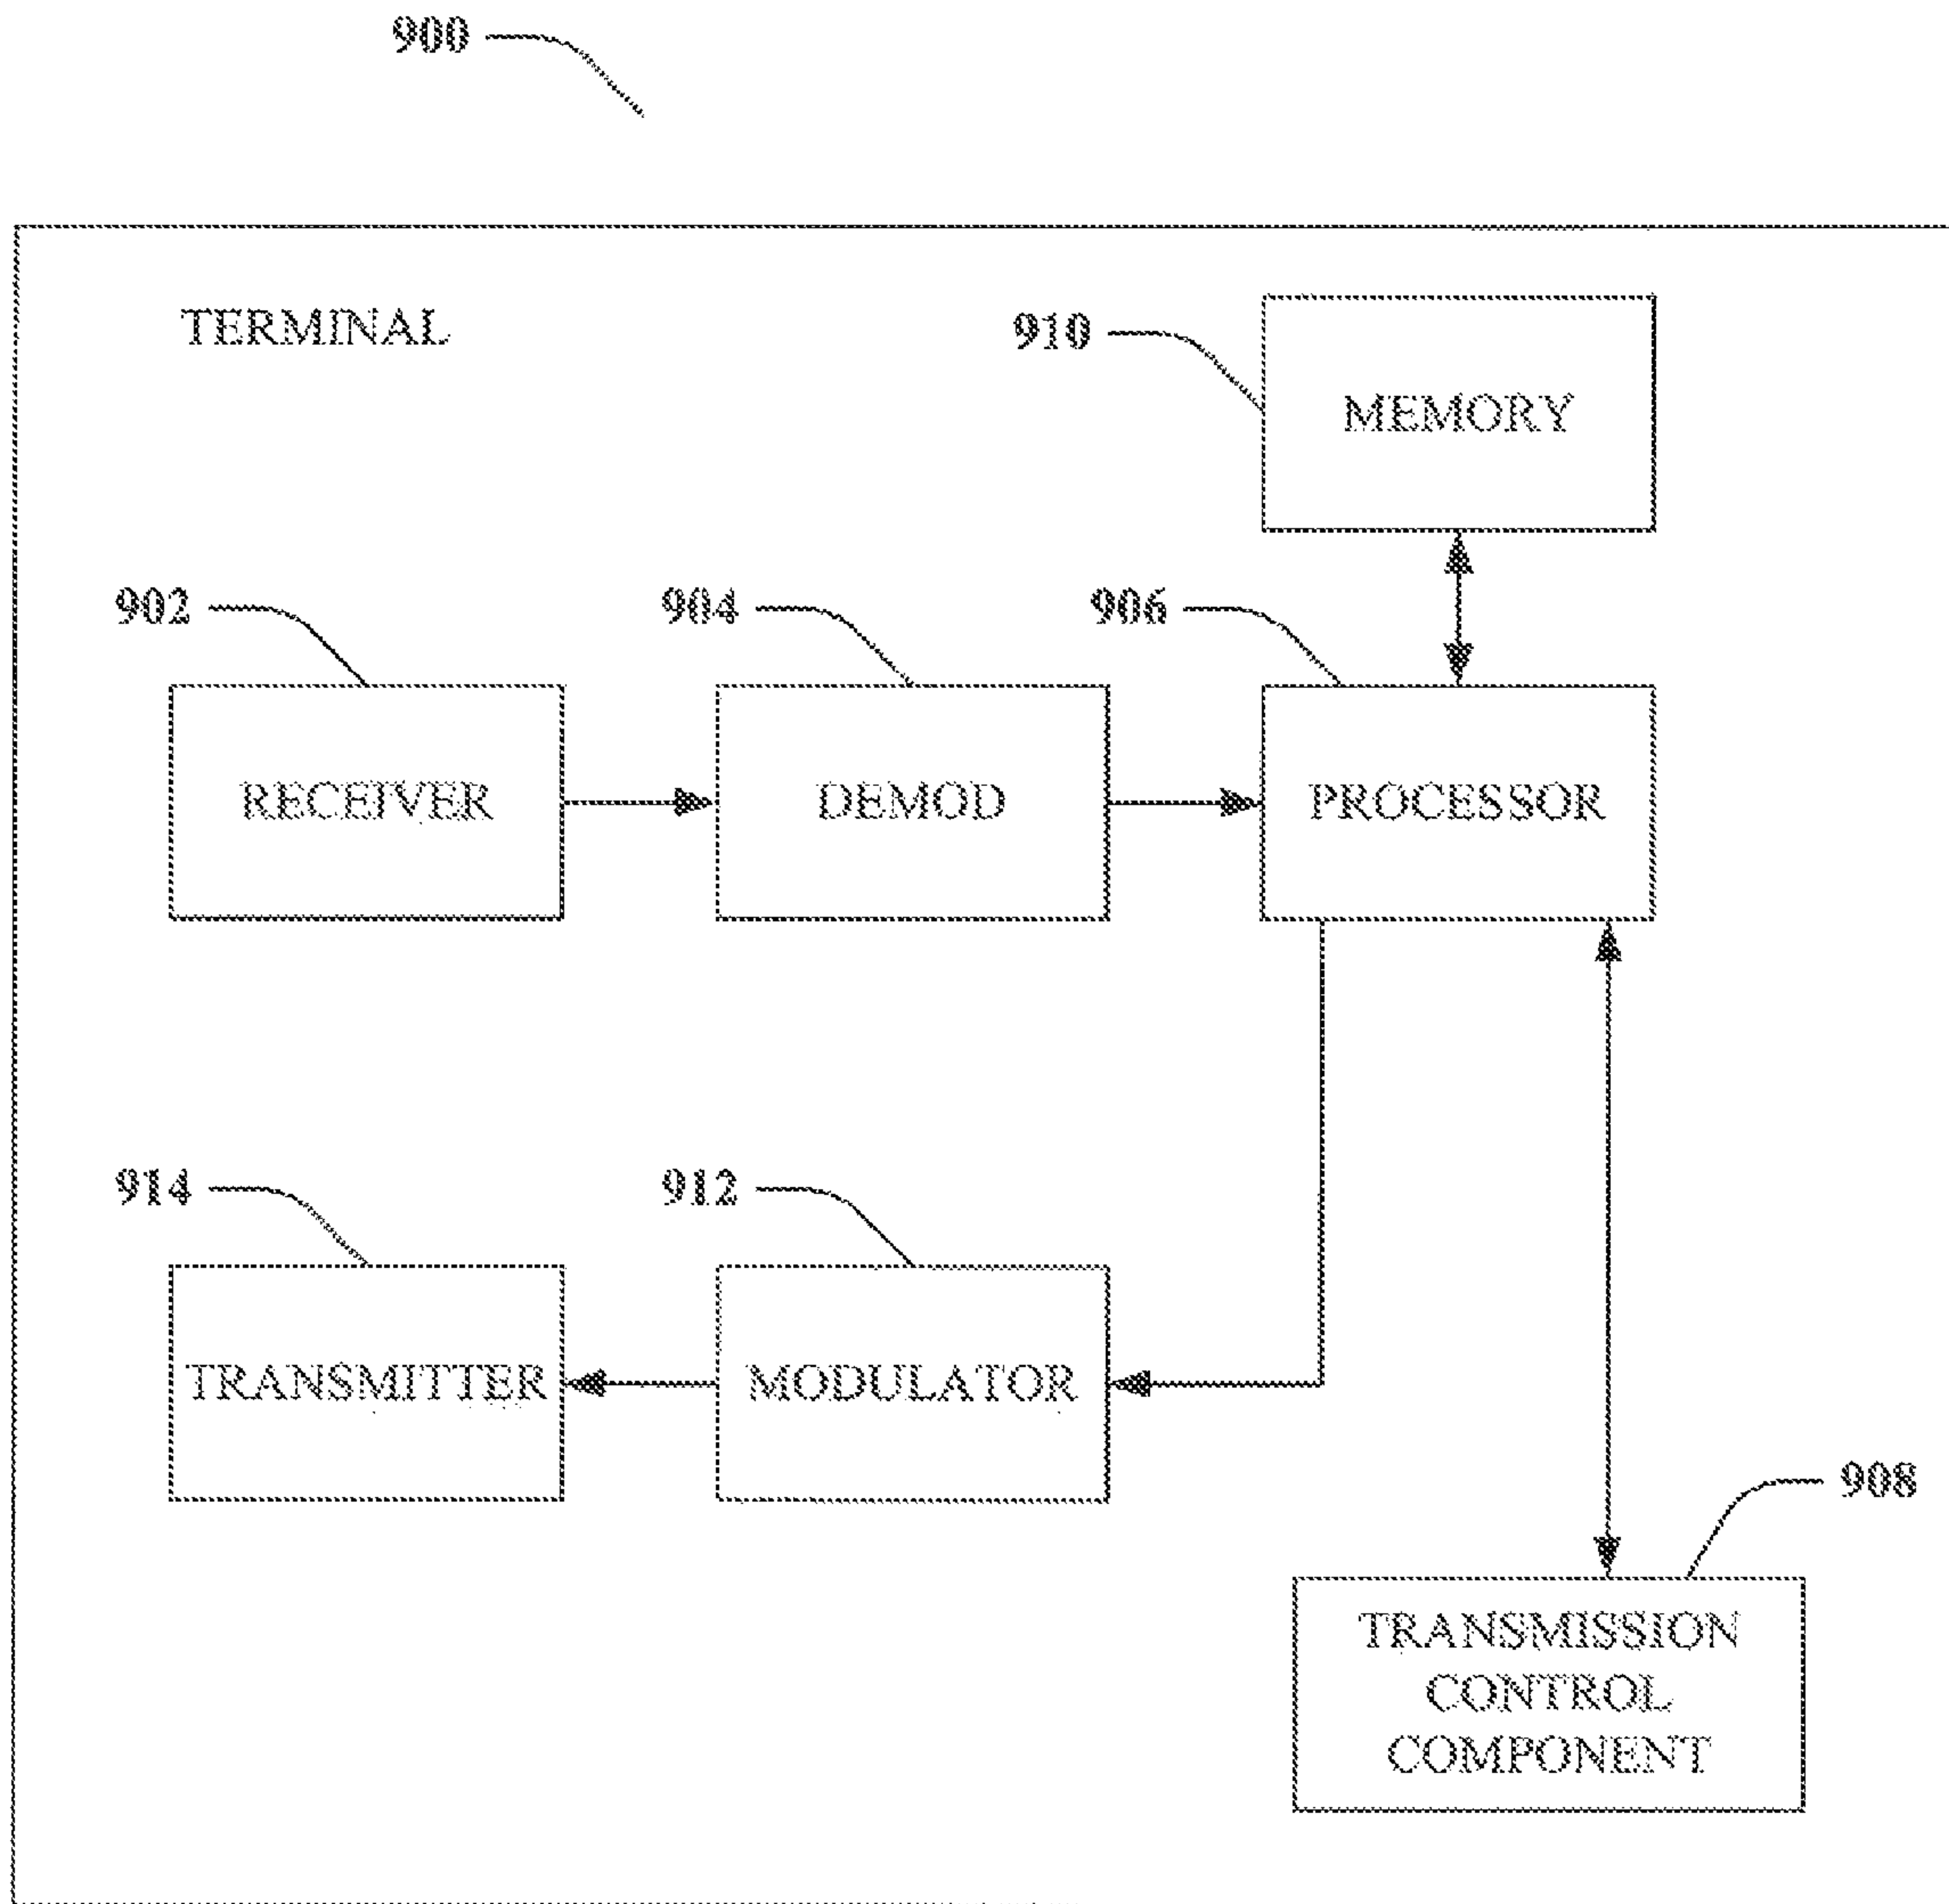 900
TERMINAL
910
MEMORY
902
904
906
RECEIVER
DEMOD
PROCESSOR
914
912
TRANSMITTER
MODULATOR
908
TRANSMISSION
CONTROL
COMPONENT